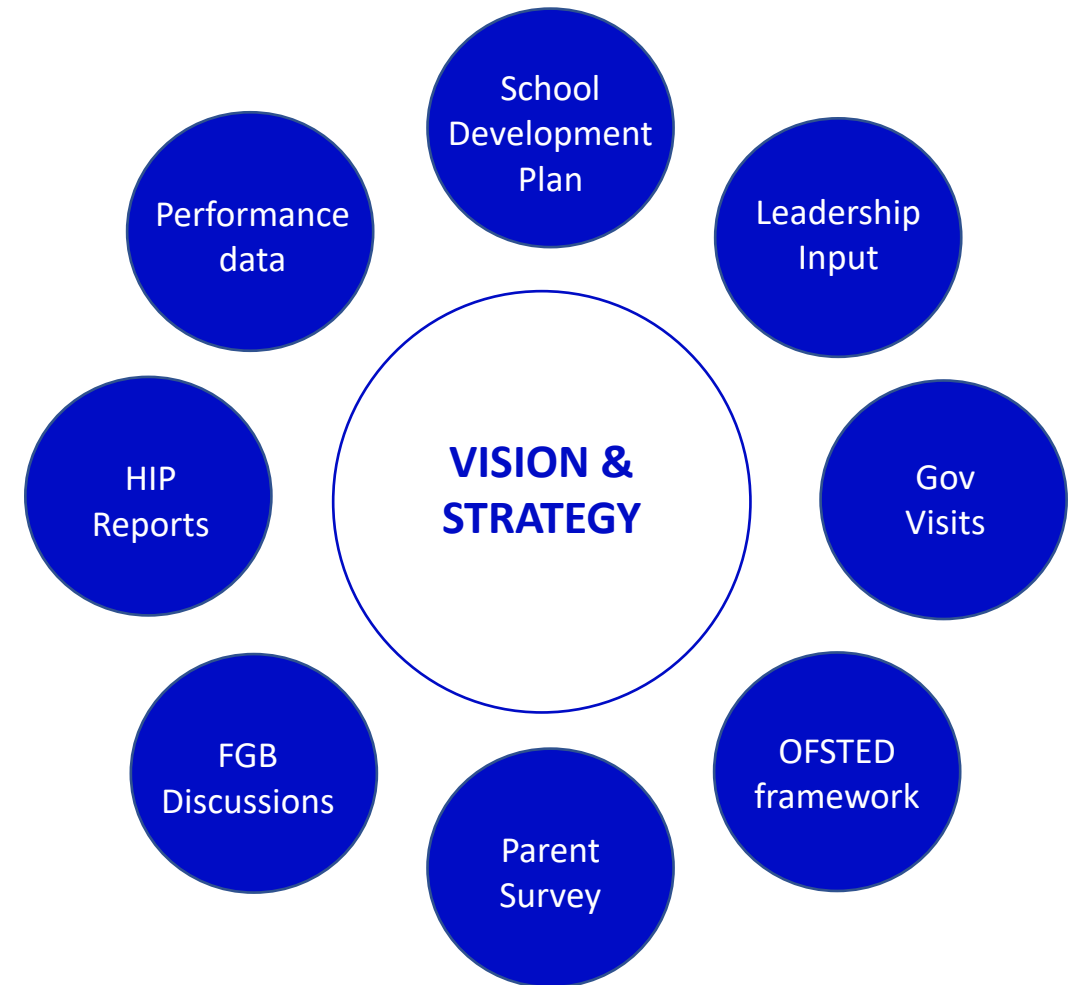 School
Development
Plan
Leadership
Input
Gov
Visits
OFSTED
framework
Parent
Survey
FGB
Discussions
HIP
Reports
Performance
data
VISION &
STRATEGY